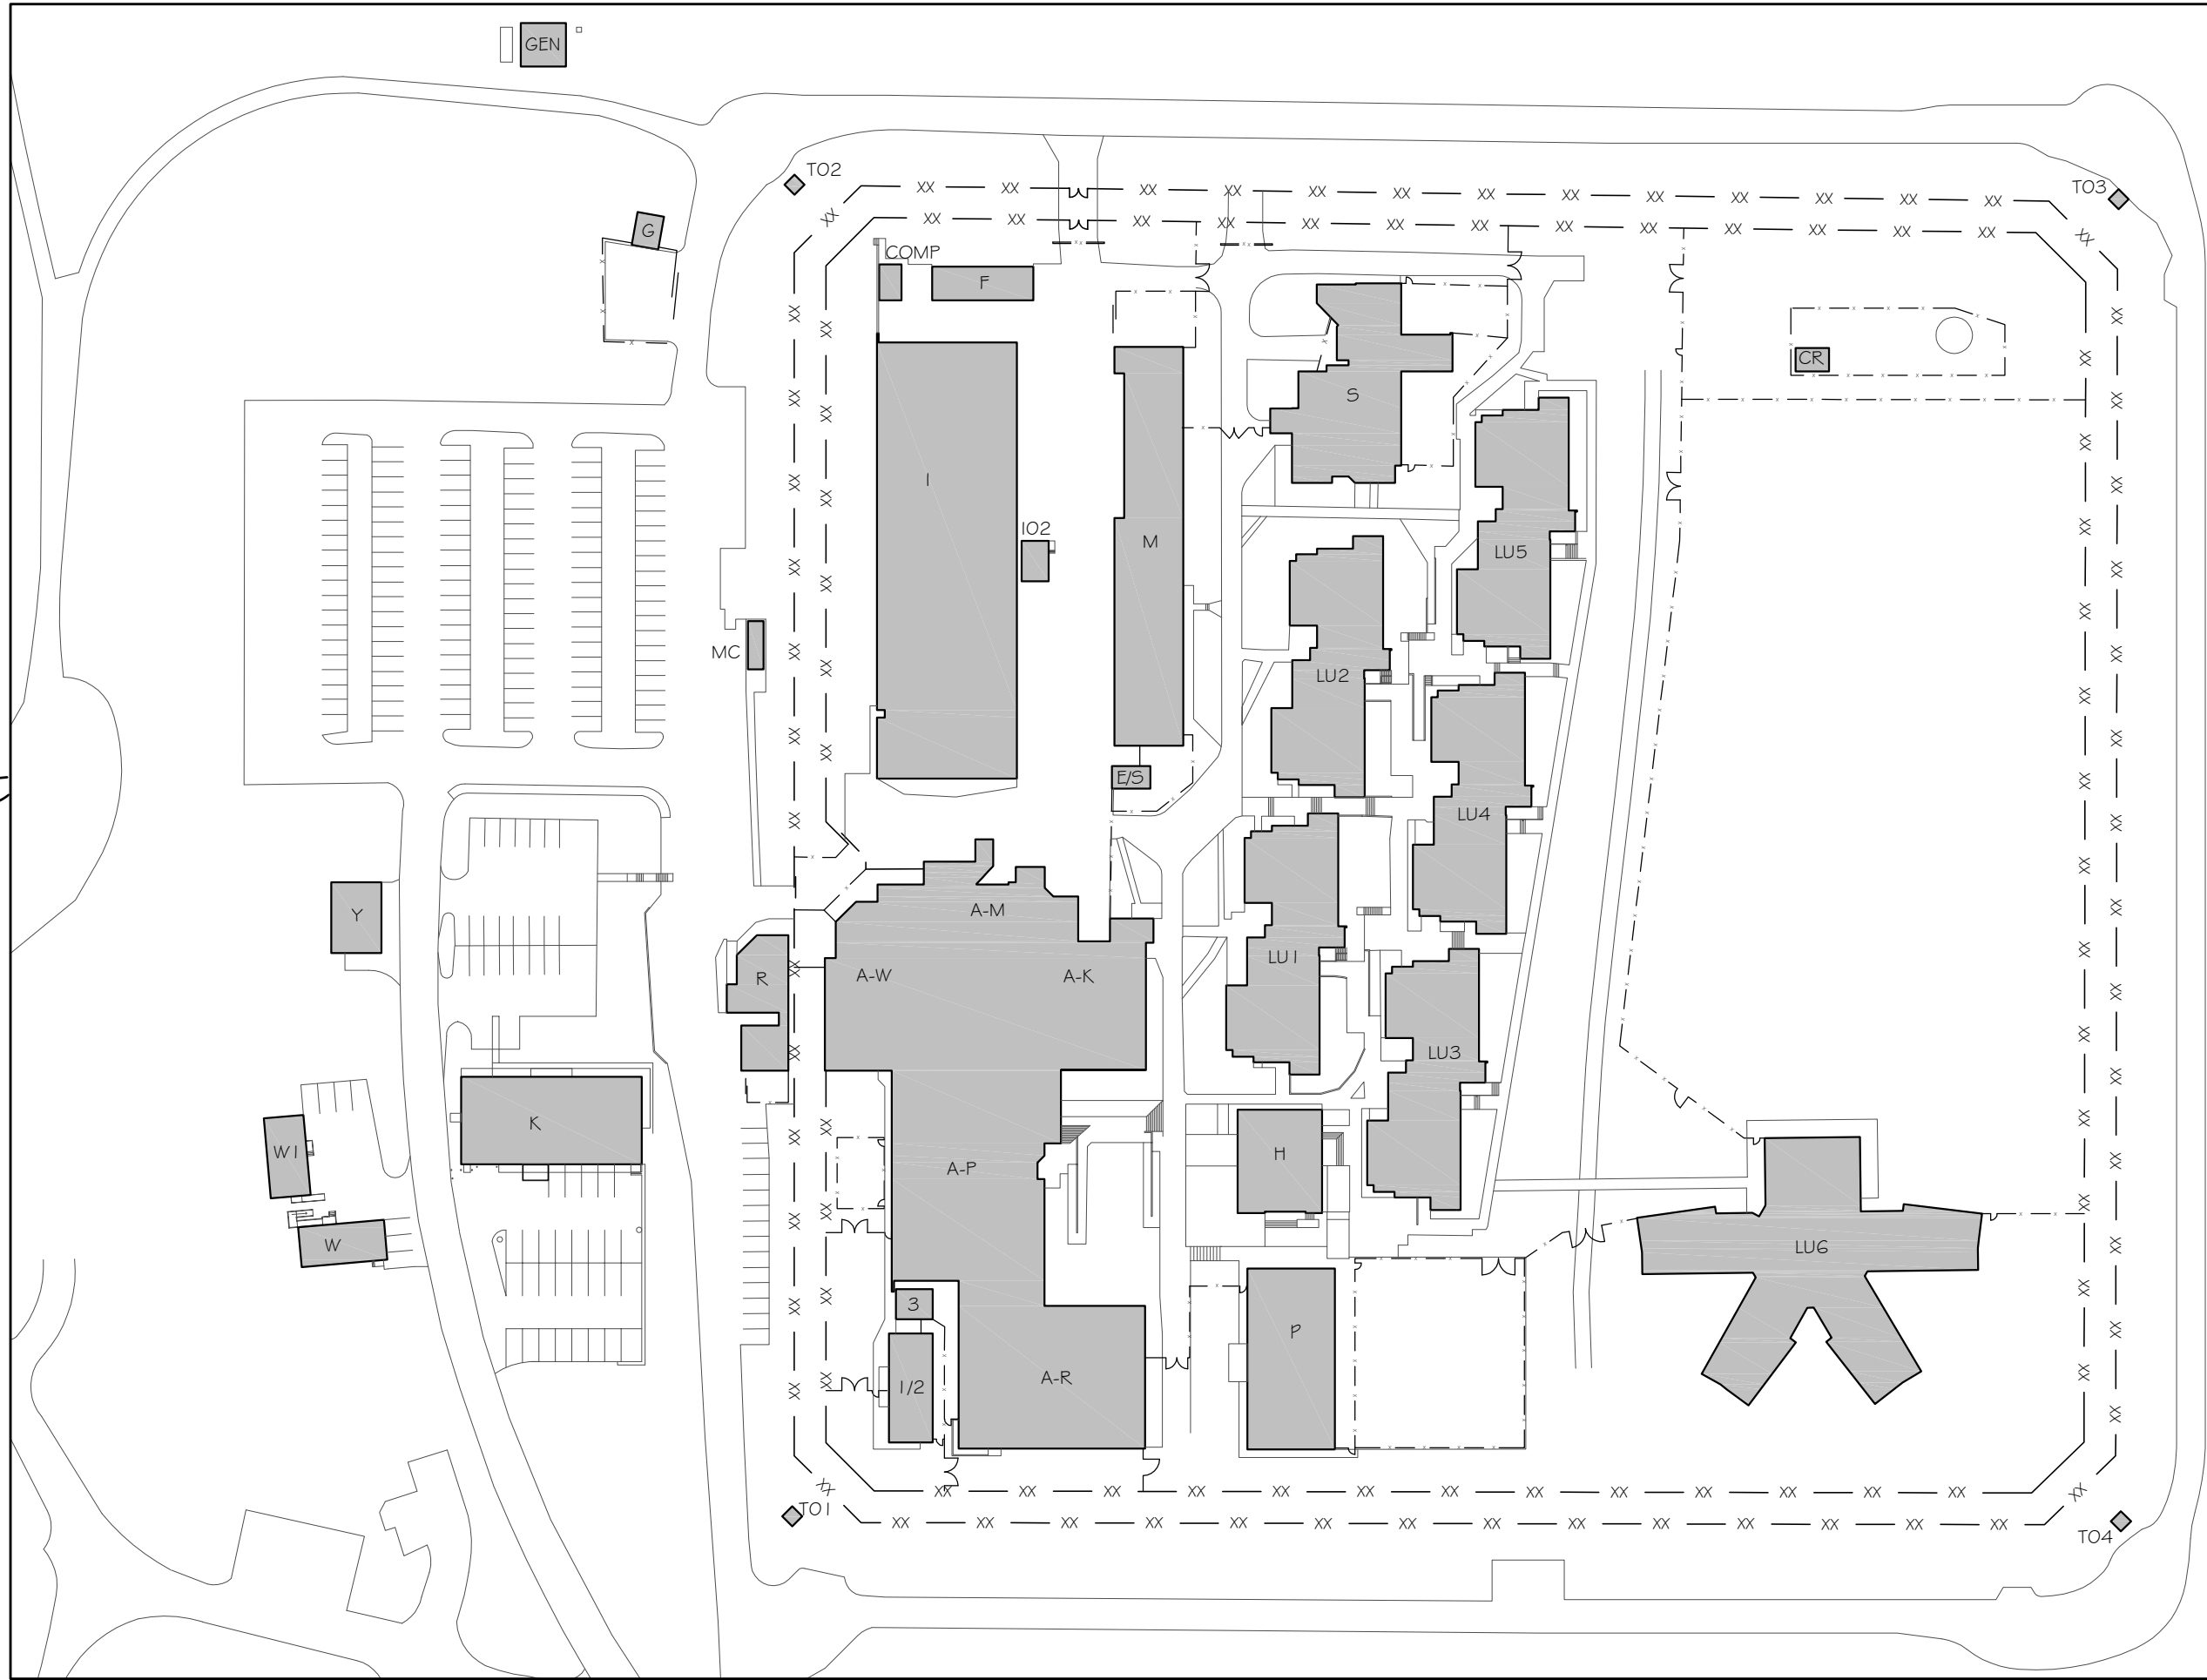 GEN
TO2
TO3
G
COMP
F
CR
S
I
IO2
M
LU5
MC
LU2
E/S
LU4
Y
A-M
R
A-W
A-K
LU1
LU3
K
W1
H
A-P
W
LU6
3
P
1/2
A-R
TO1
TO4